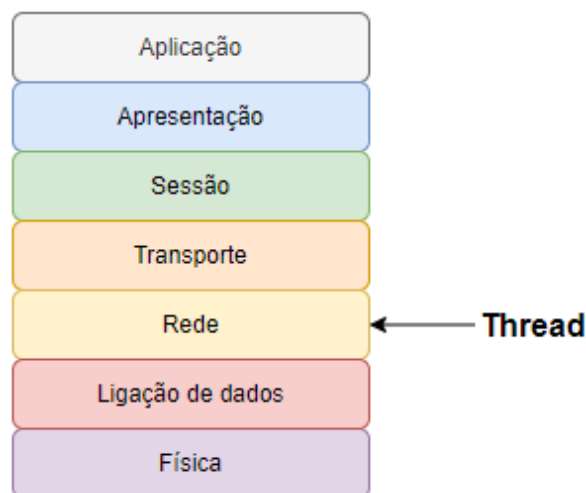 Aplicação
Apresentação
Sessão
Transporte
Rede
Thread
Ligação de dados
Física